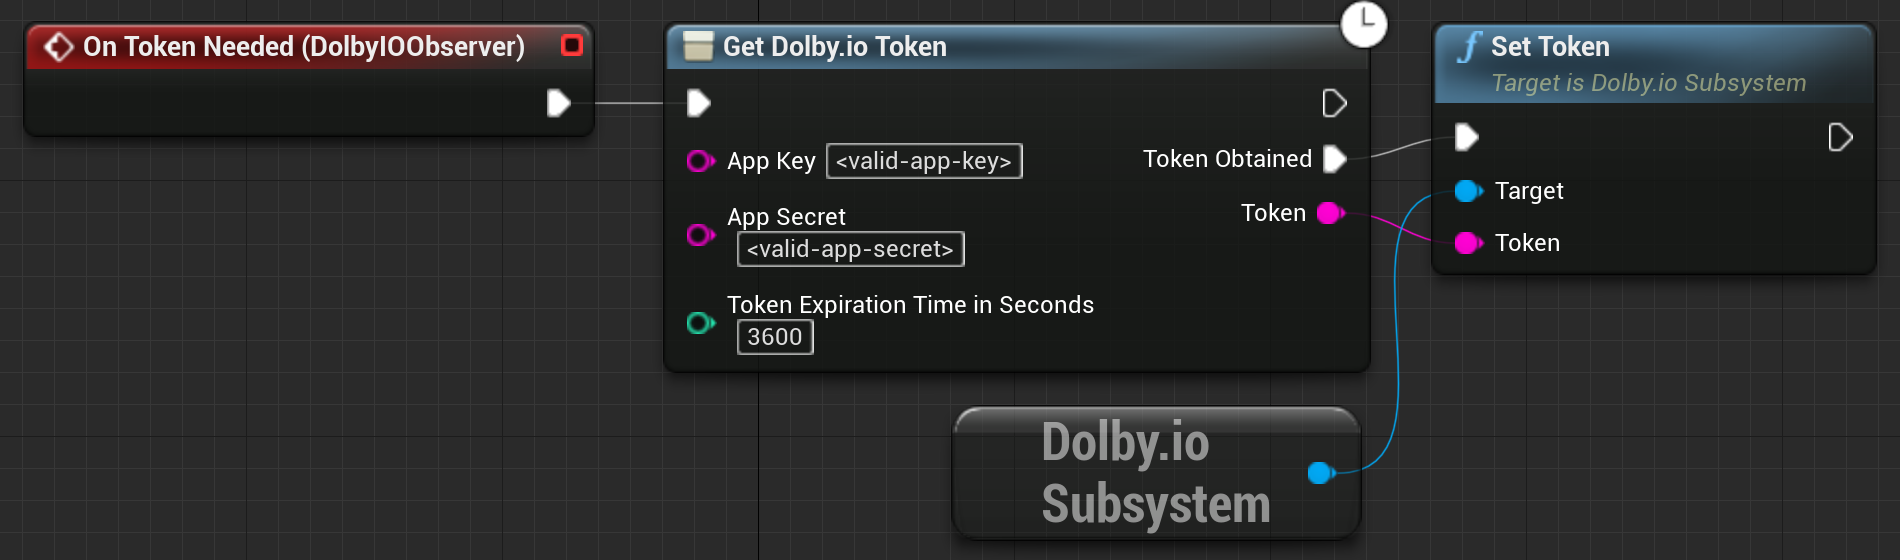 On Token Needed (DolbyIOObserver)
Get Dolby.io Token
App Key <valid-app-key>
App Secret
<valid-app-secret>
Token Expiration Time in Seconds
3600
Token Obtained
Token
Set Token
Target is Dolby.io Subsystem
Target
Token
Dolby.io
Subsystem